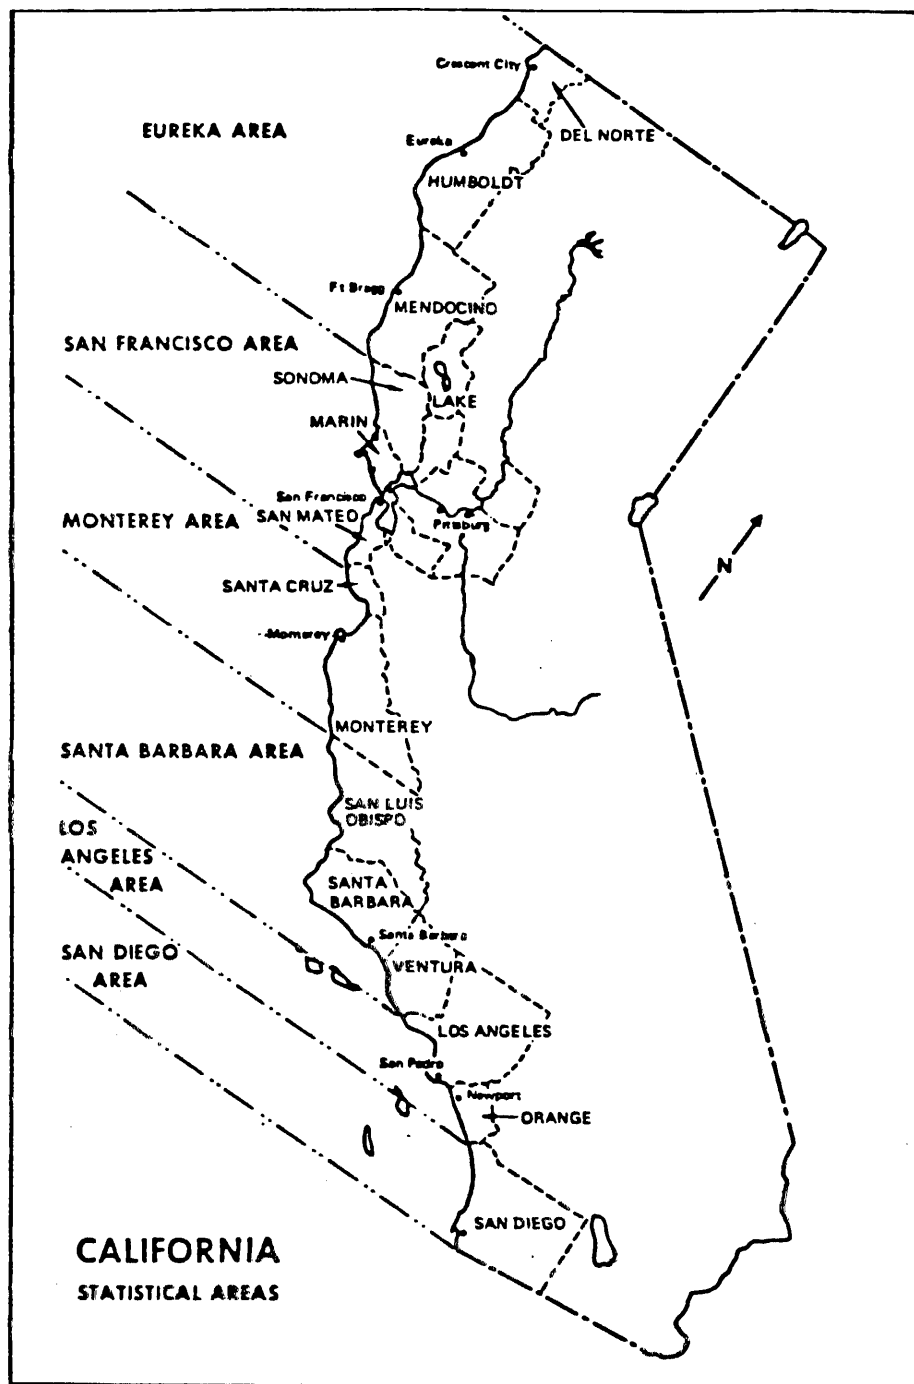 Crescent City
EUREKA AREA
DEL NORTE
Eureka
HUMBOLDT
Ft Bragg
MENDOCINO
SAN FRANCISCO AREA
SONOMA
LAKE
MARIN
San Francisco
SAN MATEO
MONTEREY AREA
Pittsburg
N
SANTA CRUZ
Monterey
MONTEREY
SANTA BARBARA AREA
SAN LUIS
OBISPO
LOS
ANGELES
AREA
SANTA
BARBARA
Santa Barbara
SAN DIEGO
AREA
VENTURA
LOS ANGELES
San Pedro
Newport
ORANGE
SAN DIEGO
CALIFORNIA
STATISTICAL AREAS